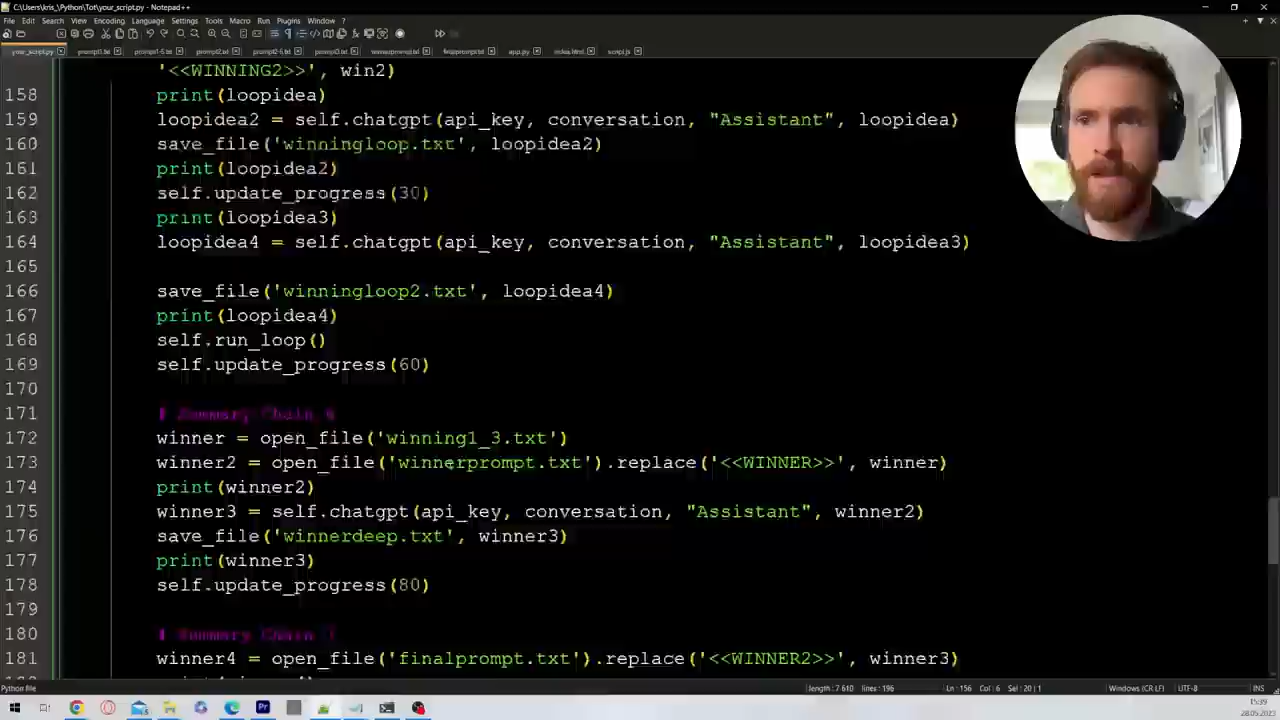 C:\Users\kris_\Python\Tot\your_script.py - Notepad++
File Edit Search View Encoding Language Settings Tools Macro Run Plugins Window ?
your_script.py prompt1-5.txt prompt2.txt prompt2-5.txt prompt3.txt winnerprompt.txt finalprompt.txt app.py index.html script.js
'<<WINNING2>>', win2)
158 print(loopidea)
159 loopidea2 = self.chatgpt(api_key, conversation, "Assistant", loopidea)
160 save_file('winningloop.txt', loopidea2)
161 print(loopidea2)
162 self.update_progress(30)
163 print(loopidea3)
164 loopidea4 = self.chatgpt(api_key, conversation, "Assistant", loopidea3)
165
166 save_file('winningloop2.txt', loopidea4)
167 print(loopidea4)
168 self.run_loop()
169 self.update_progress(60)
170
171 # Summary Chain 6
172 winner = open_file('winning1_3.txt')
173 winner2 = open_file('winnerprompt.txt').replace('<<WINNER>>', winner)
174 print(winner2)
175 winner3 = self.chatgpt(api_key, conversation, "Assistant", winner2)
176 save_file('winnerdeep.txt', winner3)
177 print(winner3)
178 self.update_progress(80)
179
180 # Summary Chain
181 winner4 = open_file('finalprompt.txt').replace('<<WINNER2>>', winner3)
Python file length : 7 610 lines : 196 Ln : 156 Col : 6 Sel : 20 | 1 Windows (CR LF) UTF-8 INS
15:39
28.05.2023